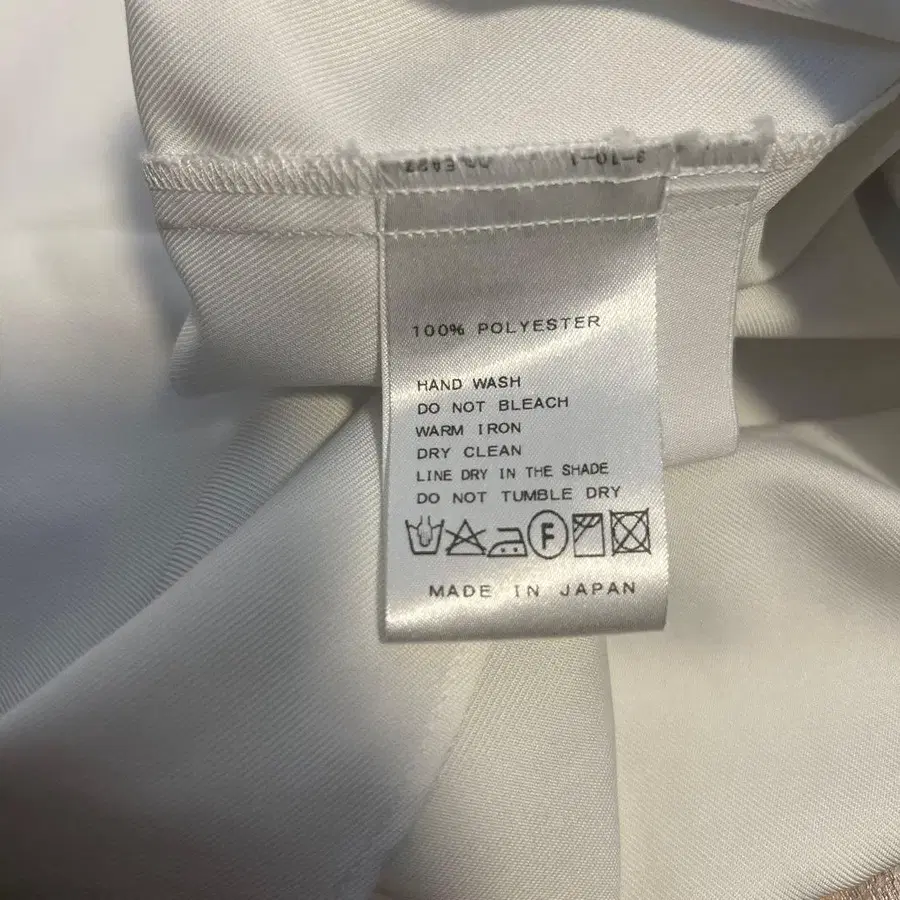 100% POLYESTER
HAND WASH
DO NOT BLEACH
WARM IRON
DRY CLEAN
LINE DRY IN THE SHADE
DO NOT TUMBLE DRY
F
MADE IN JAPAN